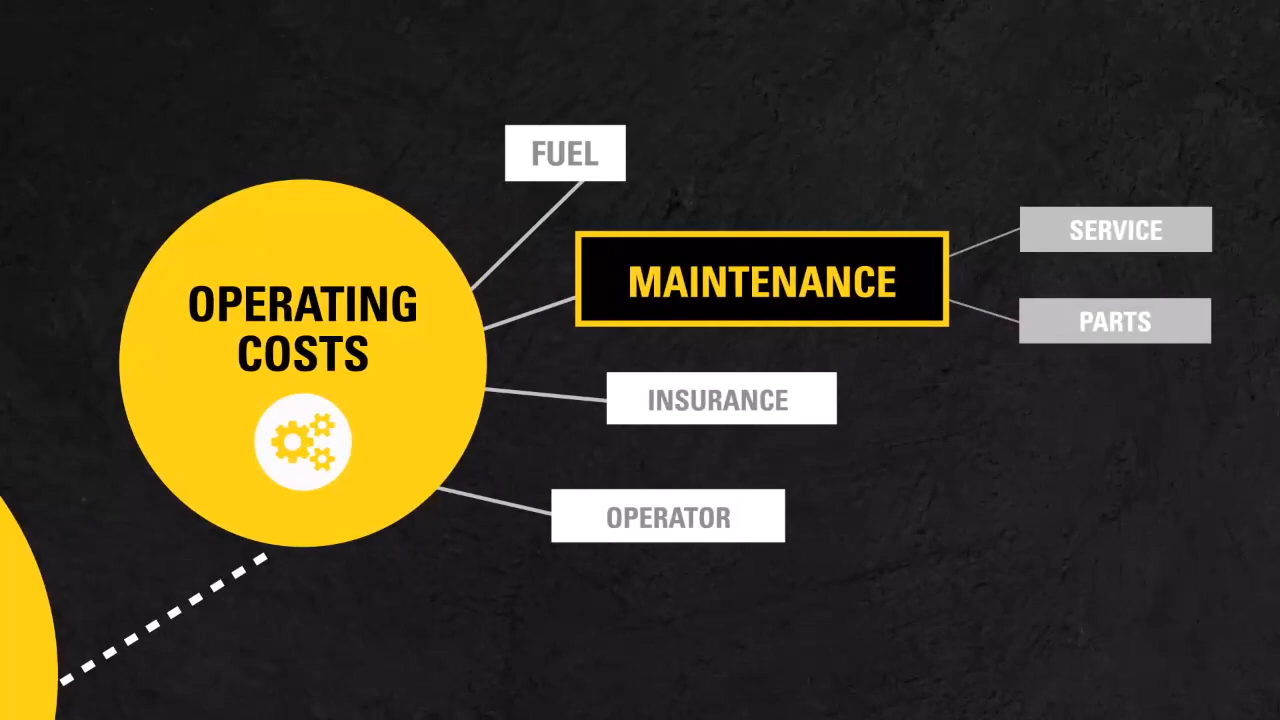 FUEL
OPERATING
COSTS
MAINTENANCE
SERVICE
PARTS
INSURANCE
OPERATOR